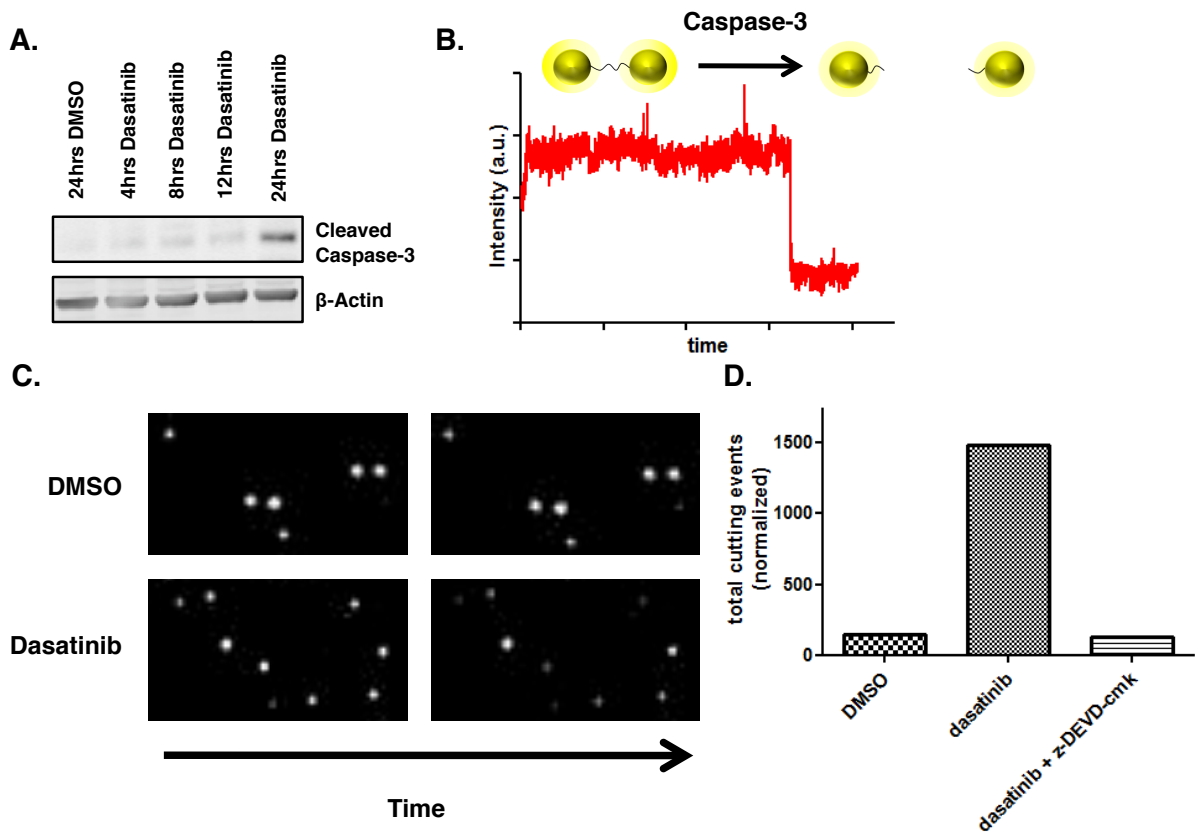 A.
24hrs DMSO
4hrs Dasatinib
8hrs Dasatinib
12hrs Dasatinib
24hrs Dasatinib
Cleaved
Caspase-3
β-Actin
B.
Caspase-3
Intensity (a.u.)
time
C.
DMSO
Dasatinib
Time
D.
total cutting events
(normalized)
1500
1000
500
0
DMSO
dasatinib
dasatinib + z-DEVD-cmk